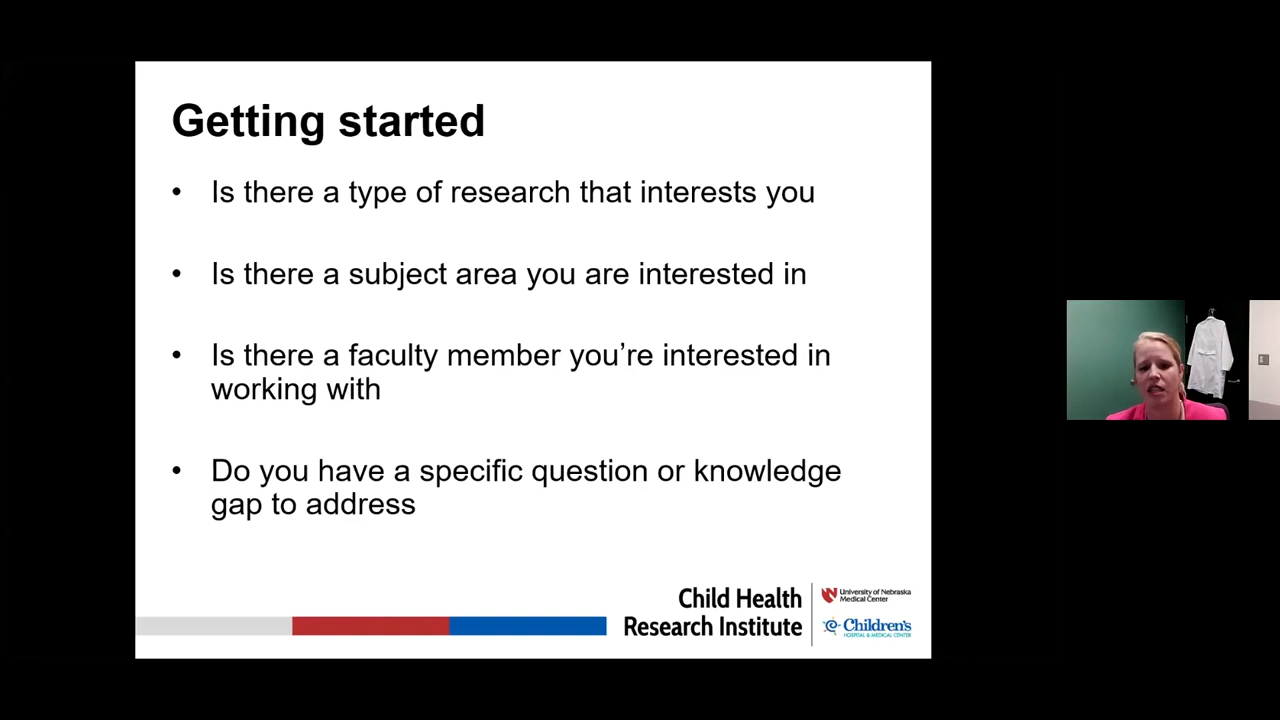 Getting started
• Is there a type of research that interests you
• Is there a subject area you are interested in
• Is there a faculty member you’re interested in
working with
• Do you have a specific question or knowledge
gap to address
Child Health
Research Institute
University of Nebraska
Medical Center
Children's
HOSPITAL & MEDICAL CENTER